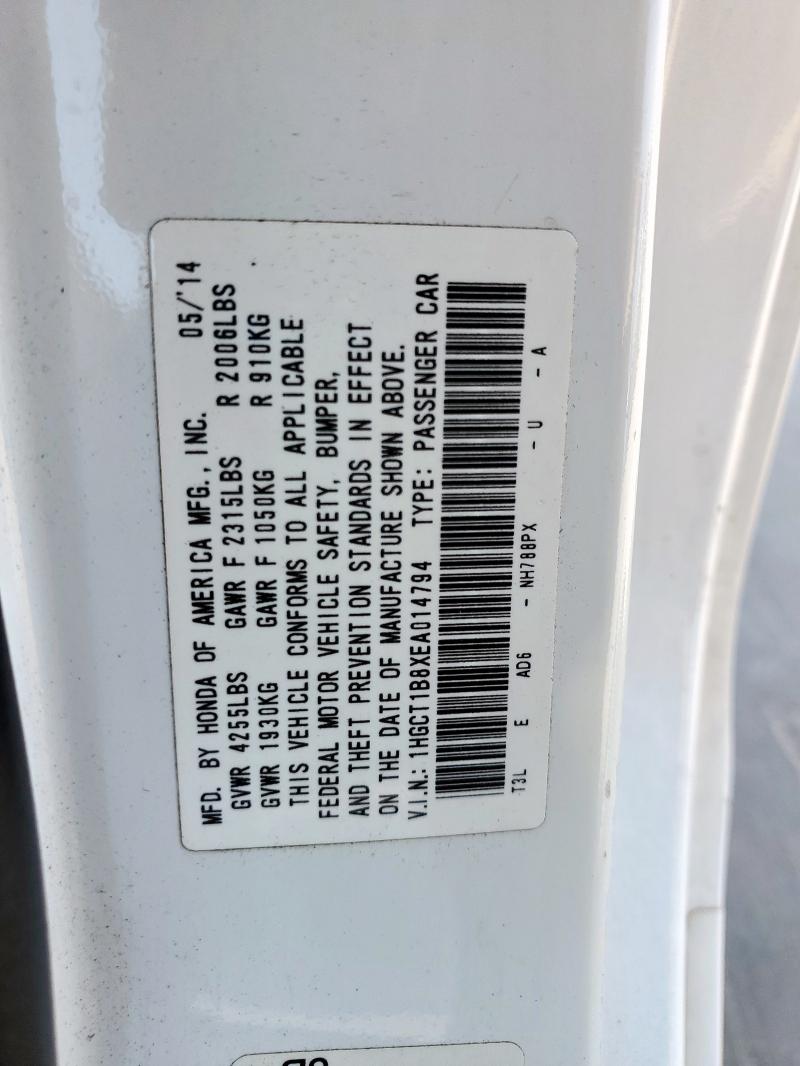 MFD. BY HONDA OF AMERICA MFG., INC. 05/'14
GVWR 4255LBS GAWR F 2315LBS R 2006LBS
GVWR 1930KG GAWR F 1050KG R 910KG
THIS VEHICLE CONFORMS TO ALL APPLICABLE
FEDERAL MOTOR VEHICLE SAFETY, BUMPER,
AND THEFT PREVENTION STANDARDS IN EFFECT
ON THE DATE OF MANUFACTURE SHOWN ABOVE.
V.I.N.: 1HGCT1B8XEA014794 TYPE: PASSENGER CAR
T3L E AD6 - NH788PX - U - A